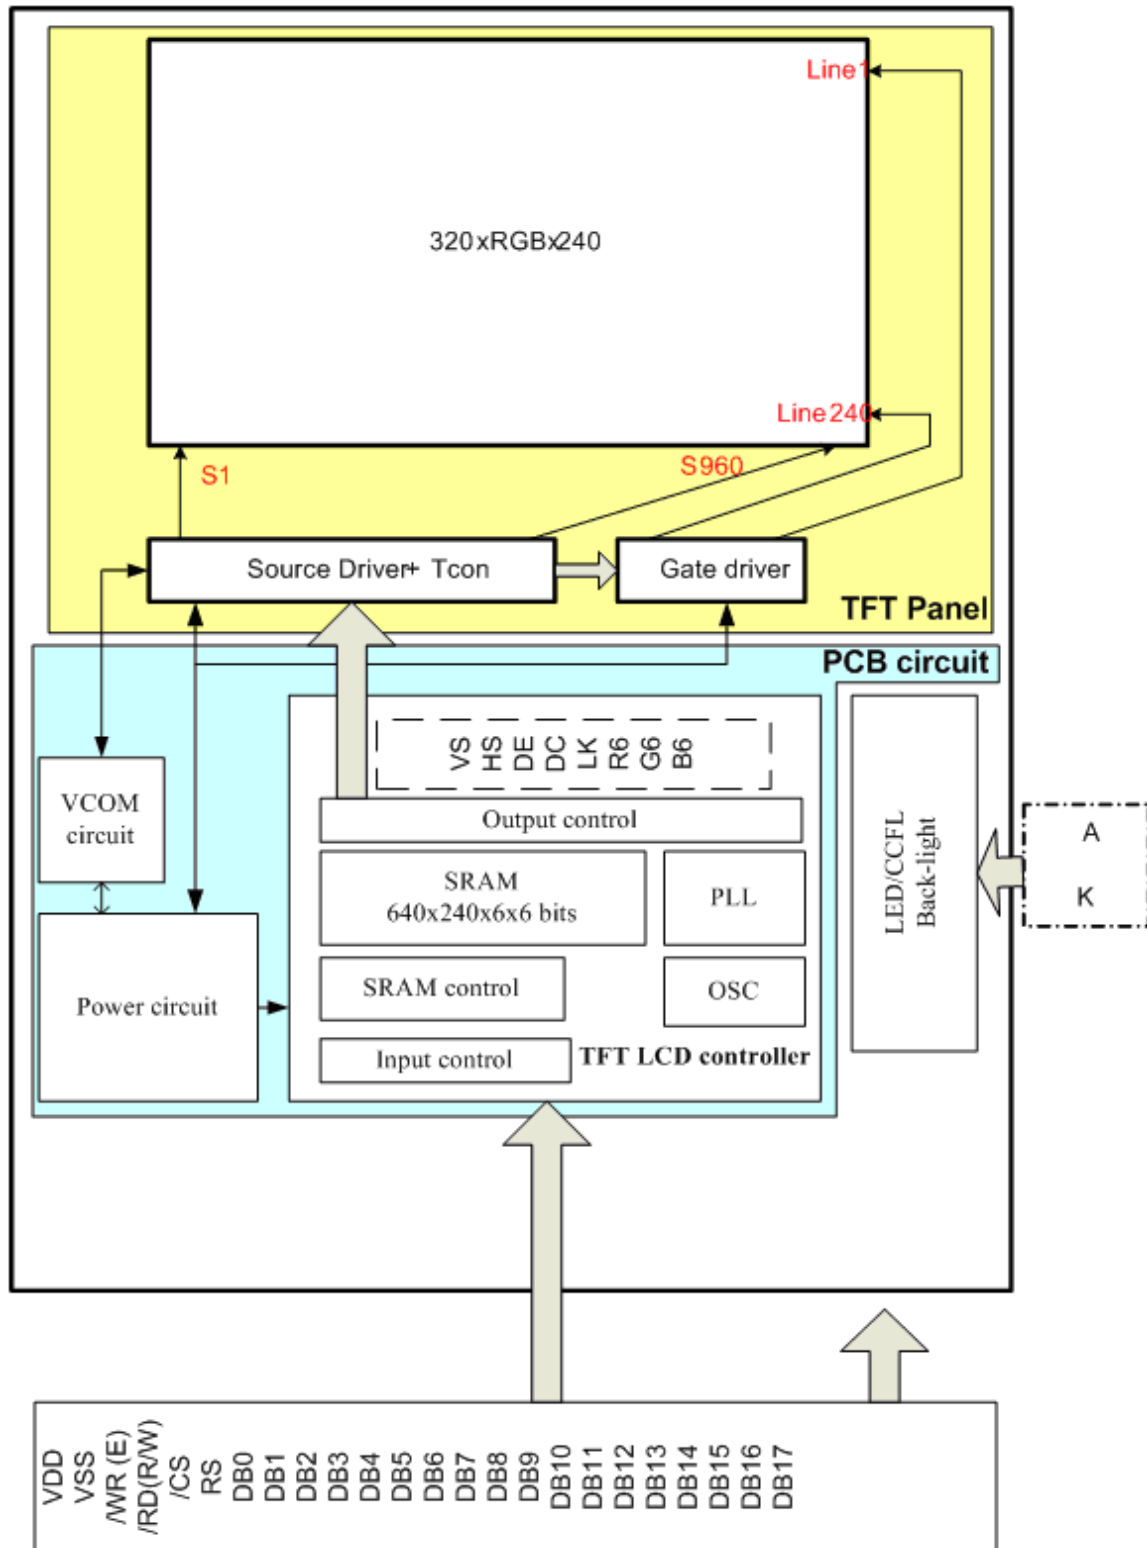 Line1
320xRGBx240
Line240
S1
S960
Source Driver+ Tcon
Gate driver
TFT Panel
PCB circuit
VS
HS
DE
DC
LK
R6
G6
B6
VCOM
circuit
Output control
SRAM
640x240x6x6 bits
PLL
LED/CCFL
Back-light
A
K
Power circuit
SRAM control
OSC
Input control
TFT LCD controller
VDD
VSS
/WR (E)
/RD(R/W)
/CS
RS
DB0
DB1
DB2
DB3
DB4
DB5
DB6
DB7
DB8
DB9
DB10
DB11
DB12
DB13
DB14
DB15
DB16
DB17